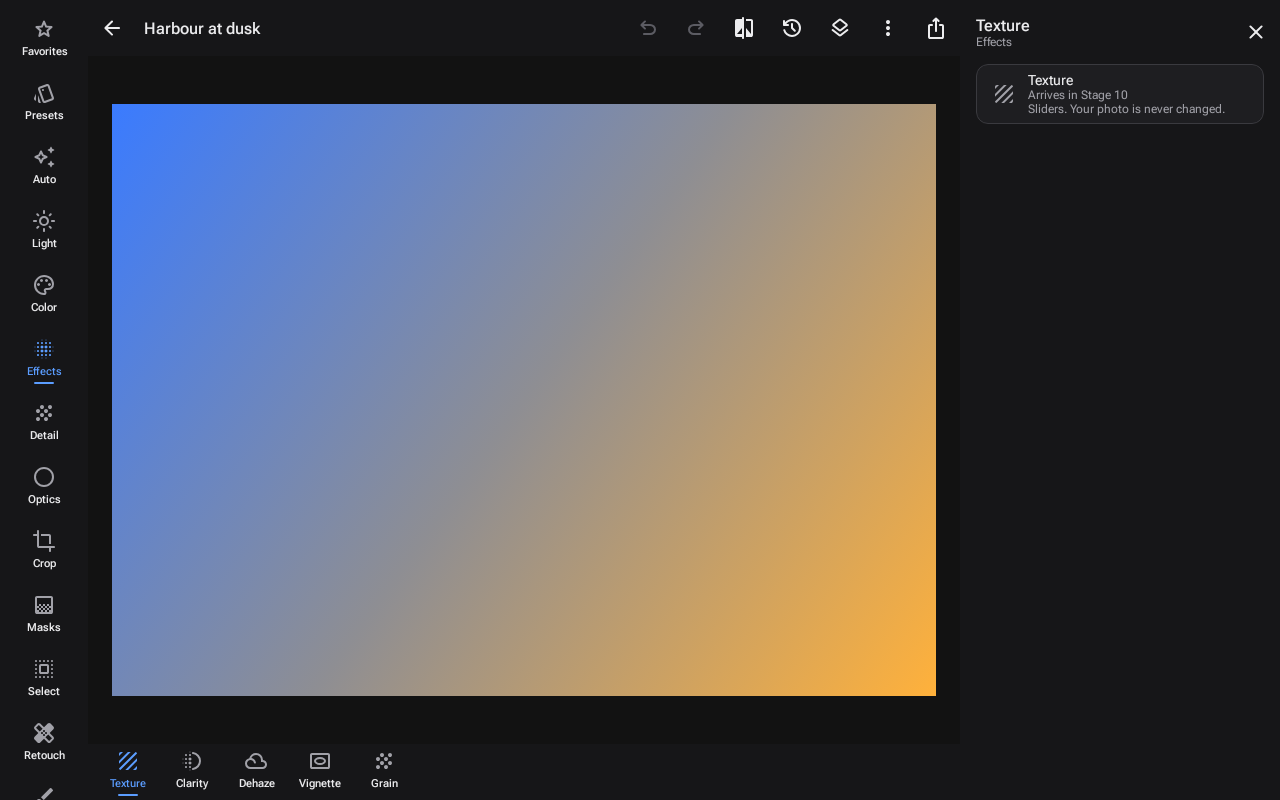 Favorites
Presets
Auto
Light
Color
Effects
Detail
Optics
Crop
Masks
Select
Retouch
Harbour at dusk
Texture
Clarity
Dehaze
Vignette
Grain
Texture
Effects
Texture
Arrives in Stage 10
Sliders. Your photo is never changed.